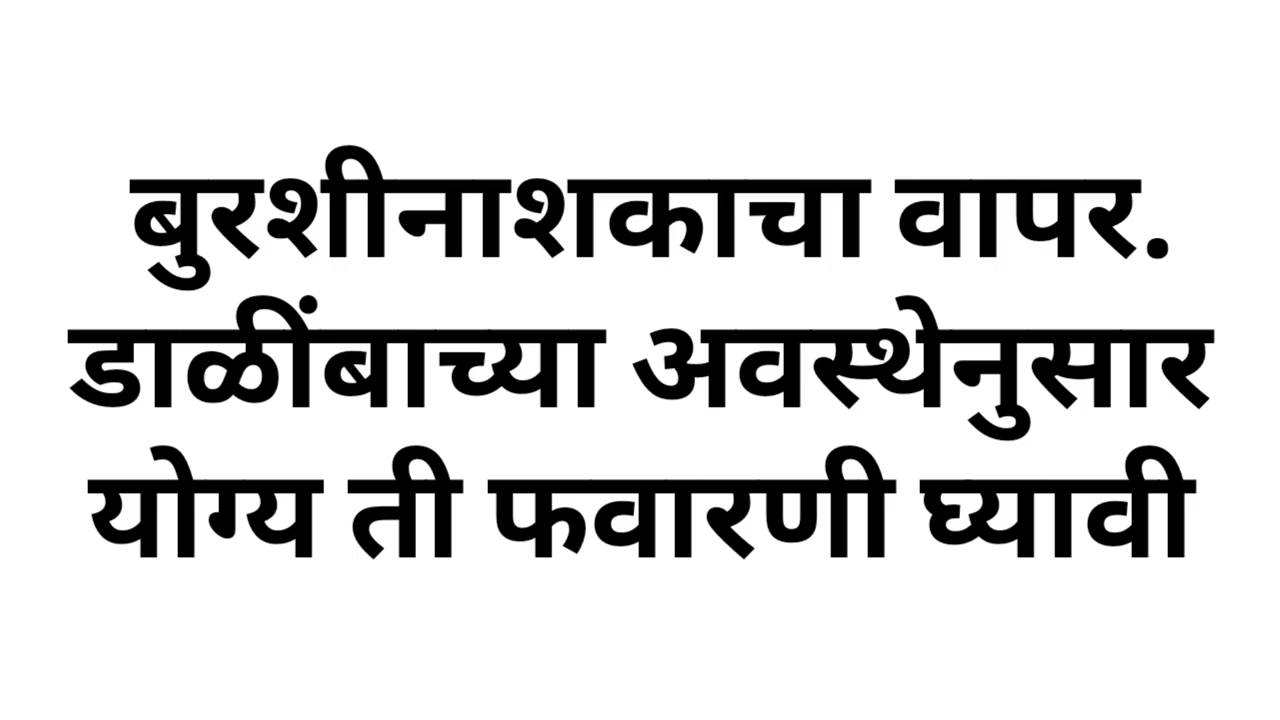 बुरशीनाशकाचा वापर.
डाळींबाच्या अवस्थेनुसार
योग्य ती फवारणी घ्यावी